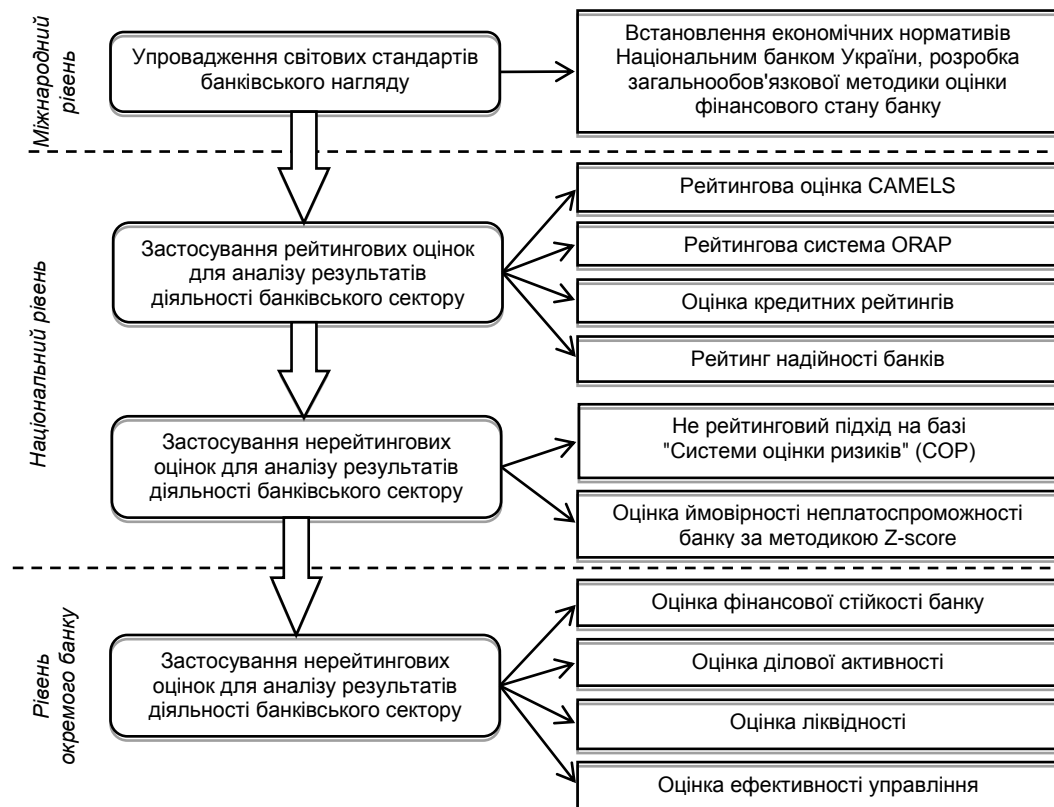 Міжнародний
рівень
Упровадження світових стандартів
банківського нагляду
Встановлення економічних нормативів
Національним банком України, розробка
загальнообов'язкової методики оцінки
фінансового стану банку
Національний рівень
Застосування рейтингових оцінок
для аналізу результатів
діяльності банківського сектору
Рейтингова оцінка CAMELS
Рейтингова система ORAP
Оцінка кредитних рейтингів
Рейтинг надійності банків
Застосування нерейтингових
оцінок для аналізу результатів
діяльності банківського сектору
Не рейтинговий підхід на базі
"Системи оцінки ризиків" (СОР)
Оцінка ймовірності неплатоспроможності
банку за методикою Z-score
Рівень
окремого банку
Застосування нерейтингових
оцінок для аналізу результатів
діяльності банківського сектору
Оцінка фінансової стійкості банку
Оцінка ділової активності
Оцінка ліквідності
Оцінка ефективності управління